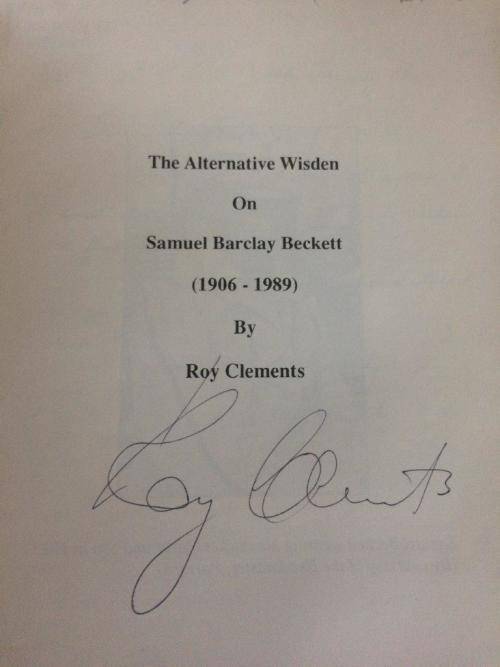 The Alternative Wisden
On
Samuel Barclay Beckett
(1906 - 1989)
By
Roy Clements
Roy Clements